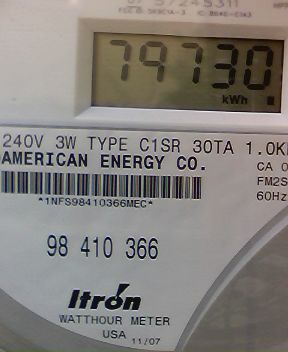 79730
kWh
240V 3W TYPE C1SR 30TA 1.0K
AMERICAN ENERGY CO.
CA
FM2S
60Hz
*1NFS98410366MEC*
98 410 366
Itron
WATTHOUR METER
USA 11/07